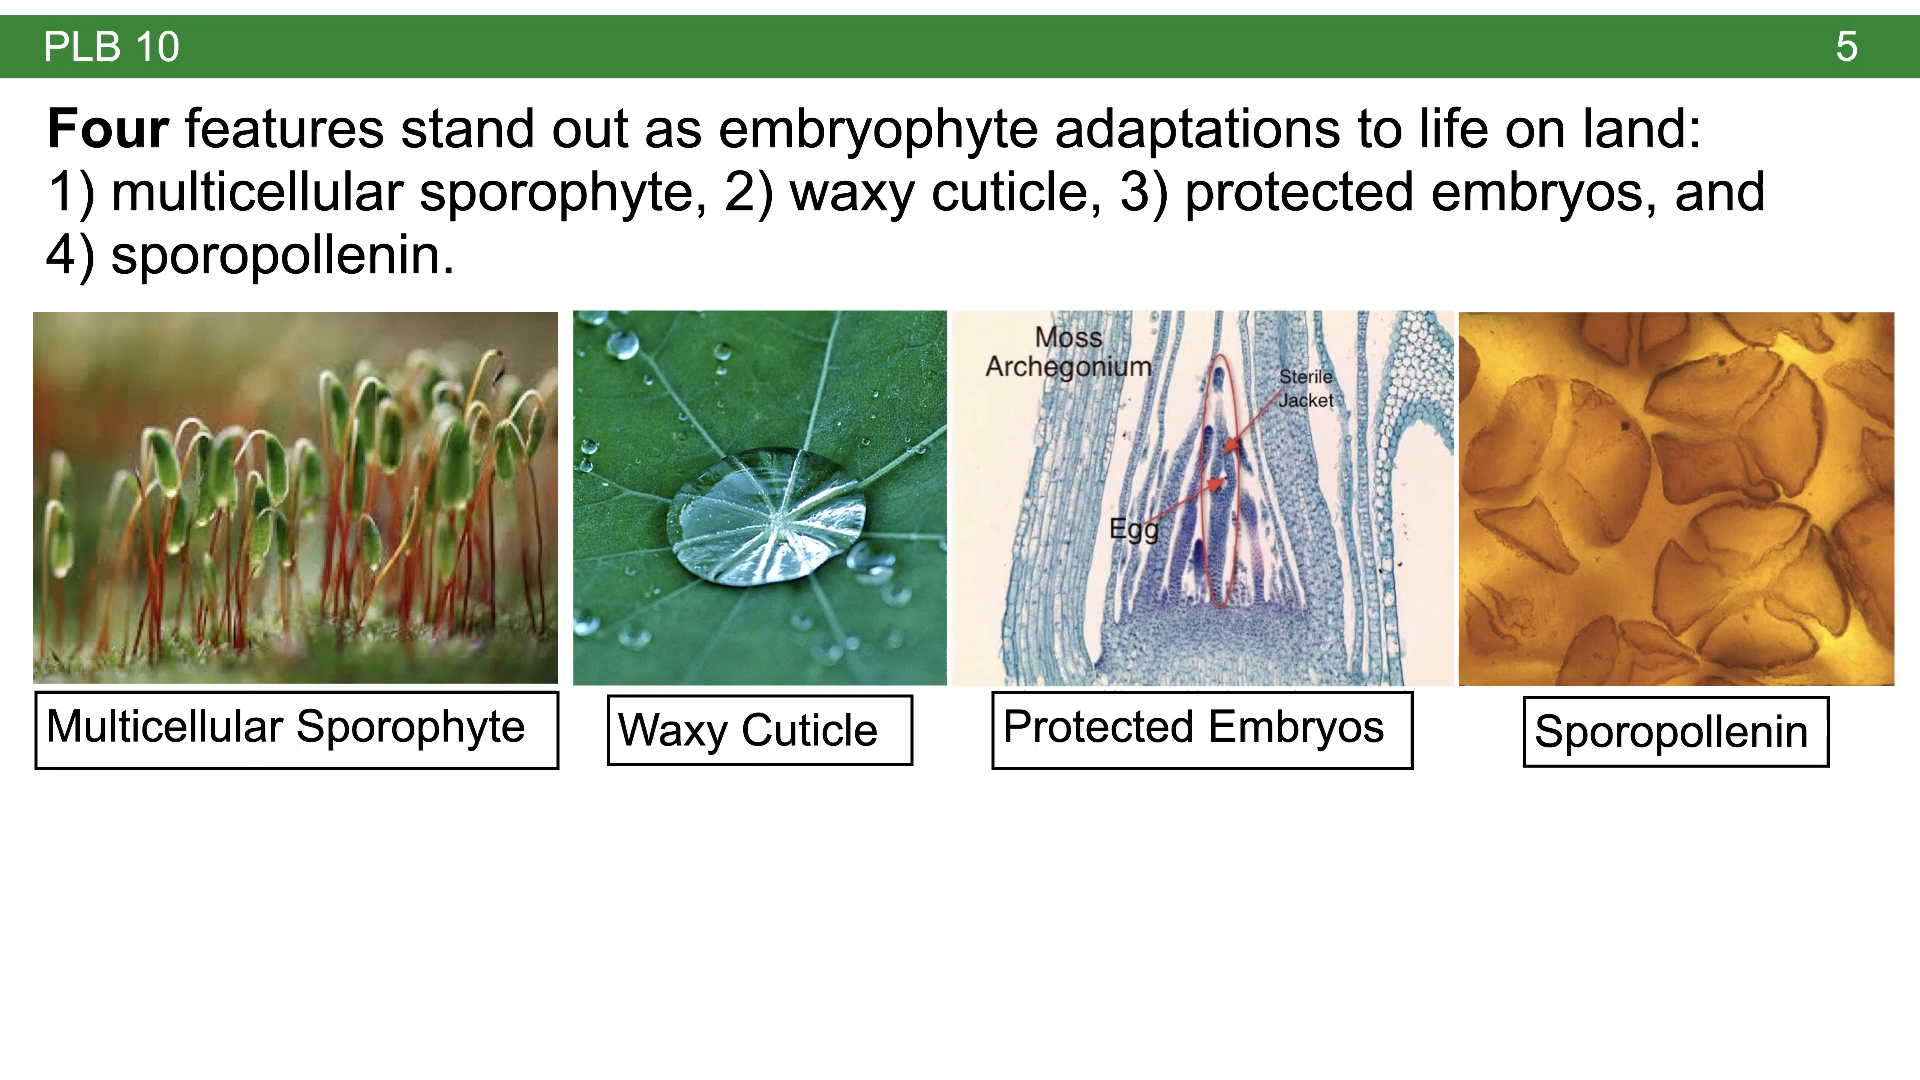 PLB 10
5
Four features stand out as embryophyte adaptations to life on land:
1) multicellular sporophyte, 2) waxy cuticle, 3) protected embryos, and
4) sporopollenin.
Moss
Archegonium
Sterile
Jacket
Egg
Multicellular Sporophyte
Waxy Cuticle
Protected Embryos
Sporopollenin